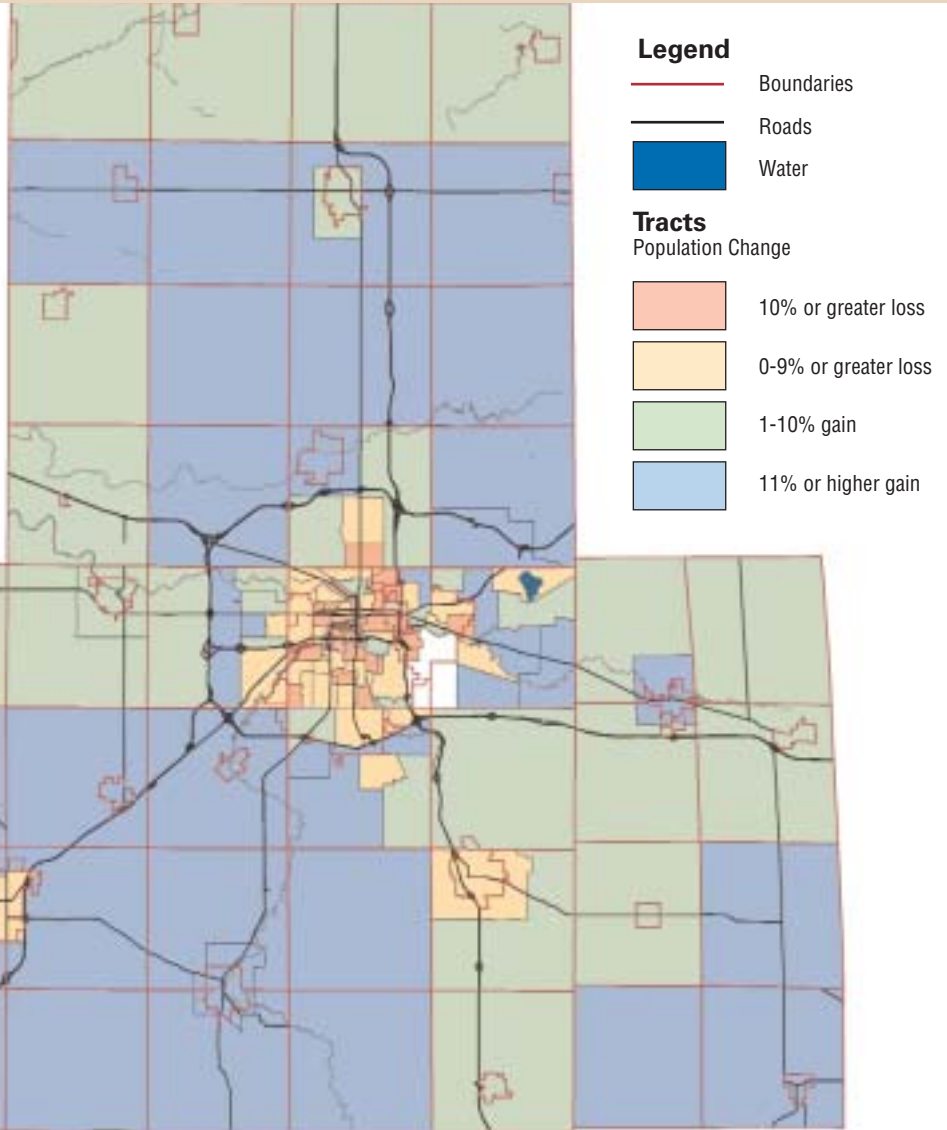 Legend
Boundaries
Roads
Water
Tracts
Population Change
10% or greater loss
0-9% or greater loss
1-10% gain
11% or higher gain